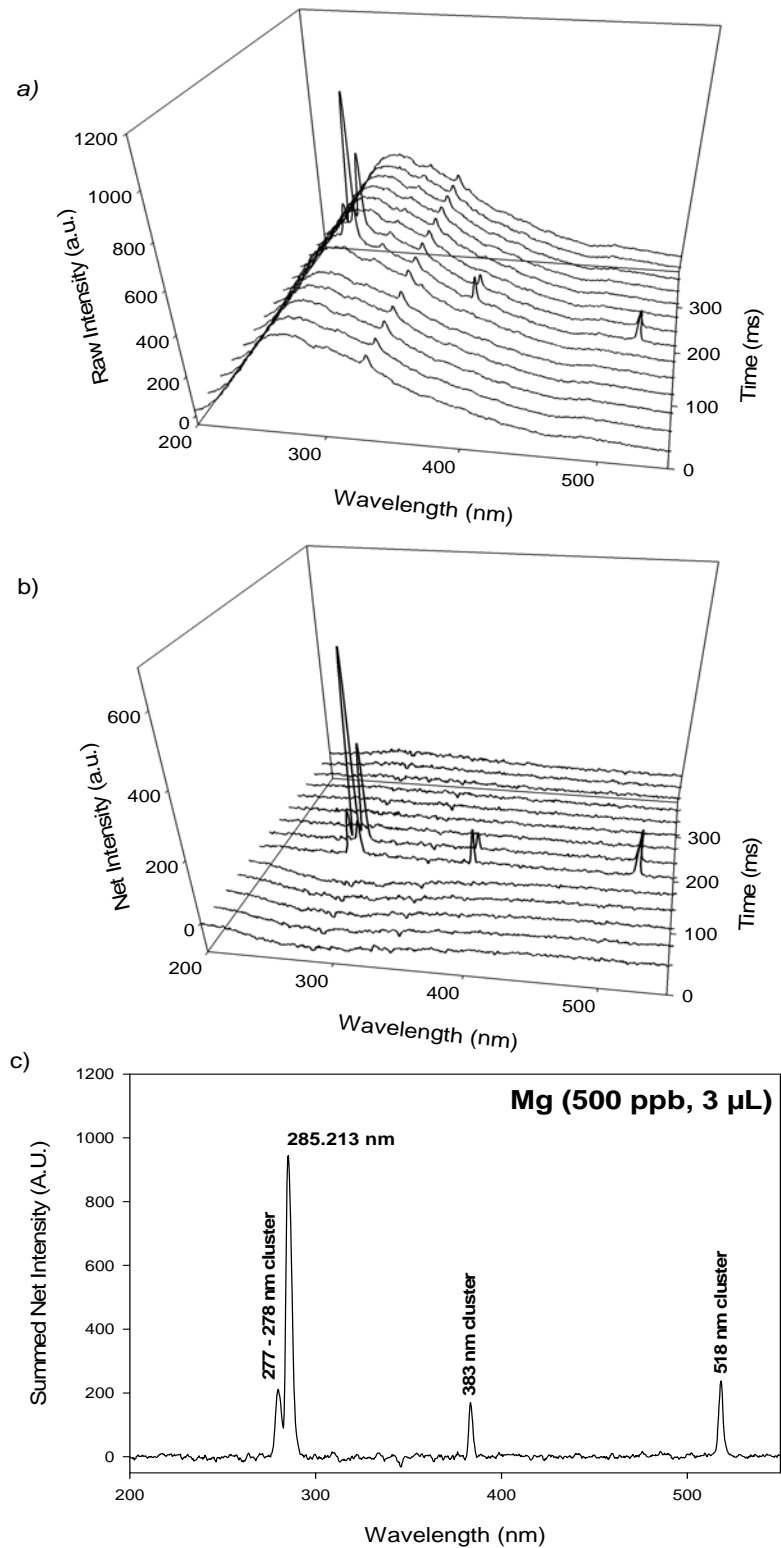 a)
1200
1000
800
600
400
200
0
Raw Intensity (a.u.)
200
300
400
500
Wavelength (nm)
0
100
200
300
Time (ms)
b)
600
400
200
0
Net Intensity (a.u.)
200
300
400
500
Wavelength (nm)
0
100
200
300
Time (ms)
c)
1200
1000
800
600
400
200
0
Summed Net Intensity (A.U.)
Mg (500 ppb, 3 µL)
285.213 nm
277 - 278 nm cluster
383 nm cluster
518 nm cluster
200
300
400
500
Wavelength (nm)